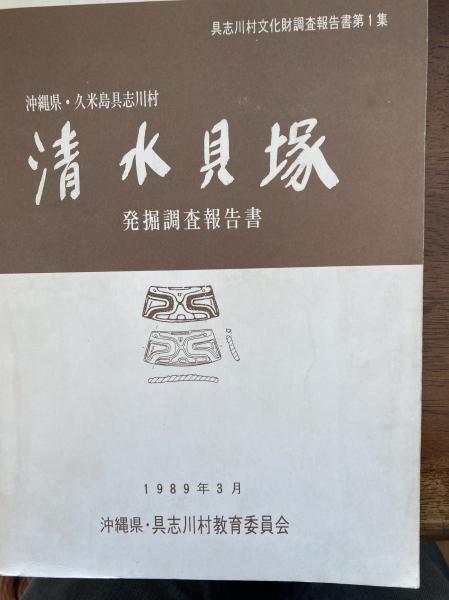 具志川村文化財調査報告書第1集
沖縄県・久米島具志川村
清水貝塚
発掘調査報告書
1989年3月
沖縄県・具志川村教育委員会